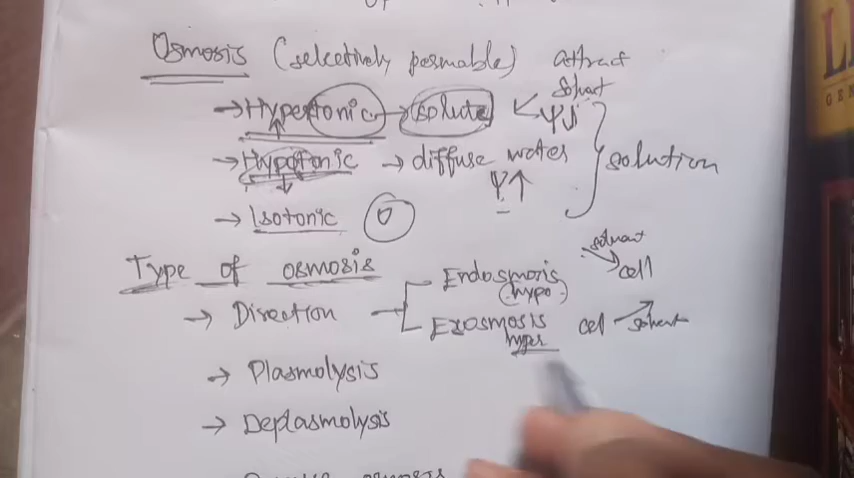 Osmosis (selectively permable) attract
solvent
→ Hypertonic → solute ← Ψ↓
→ Hypotonic → diffuse water
Ψ↑
solution
→ Isotonic 0
Type of osmosis
solvent → cell
→ Direction
Endosmosis
(hypo)
Exosmosis cell → solvent
hyper
→ Plasmolysis
→ Deplasmolysis